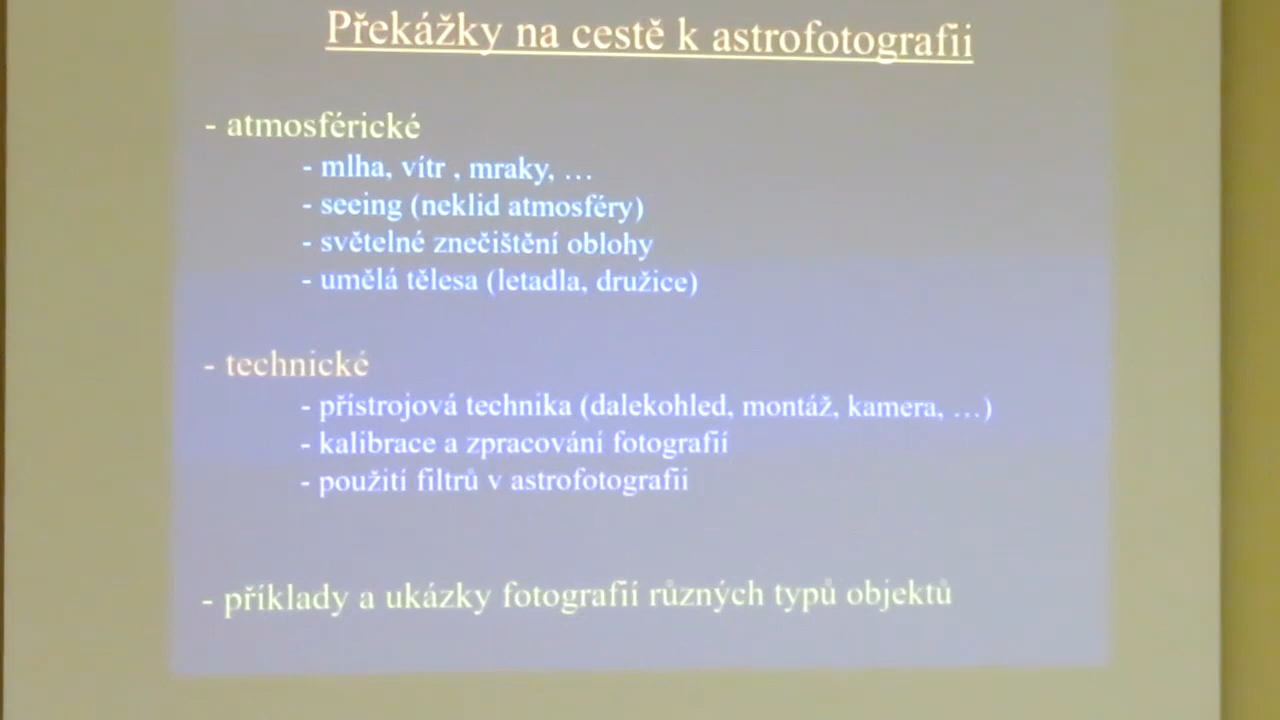 Překážky na cestě k astrofotografii
- atmosférické
- mlha, vítr , mraky, …
- seeing (neklid atmosféry)
- světelné znečištění oblohy
- umělá tělesa (letadla, družice)
- technické
- přístrojová technika (dalekohled, montáž, kamera, …)
- kalibrace a zpracování fotografií
- použití filtrů v astrofotografii
- příklady a ukázky fotografií různých typů objektů